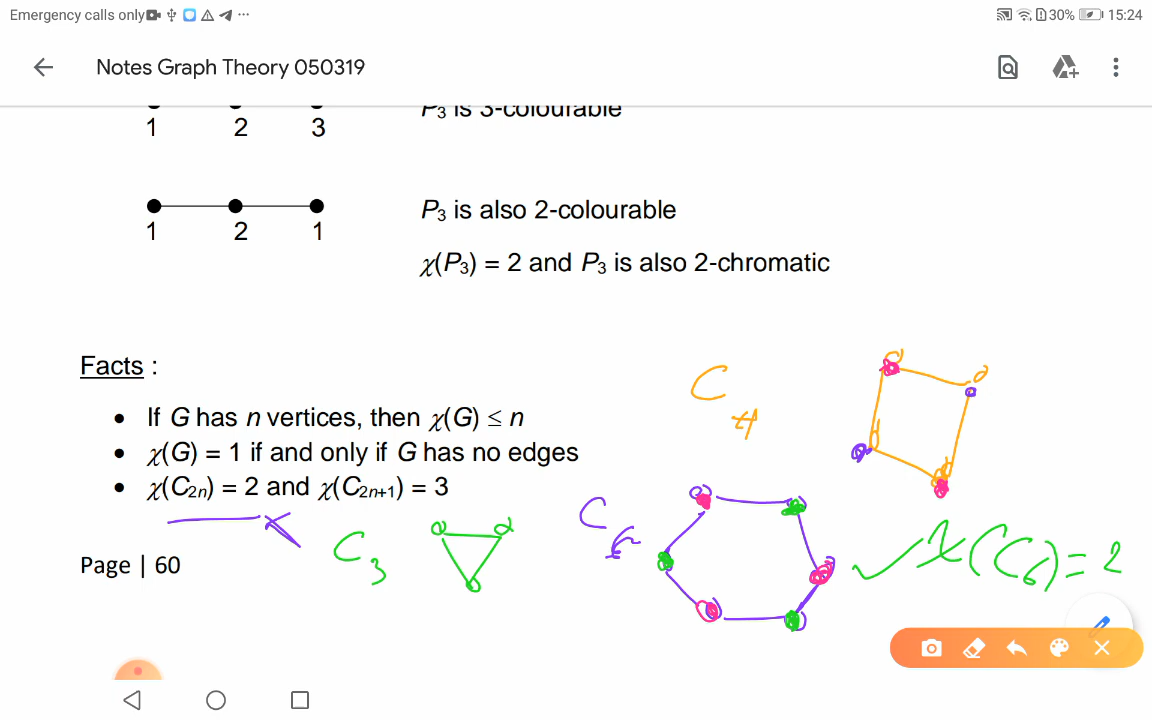 Emergency calls only
30% 15:24
Notes Graph Theory 050319
1 2 3
P3 is 3-colourable
P3 is also 2-colourable
1 2 1
χ(P3) = 2 and P3 is also 2-chromatic
Facts :
C4
• If G has n vertices, then χ(G) ≤ n
• χ(G) = 1 if and only if G has no edges
• χ(C2n) = 2 and χ(C2n+1) = 3
C6
C3
χ(C6) = 2
Page | 60